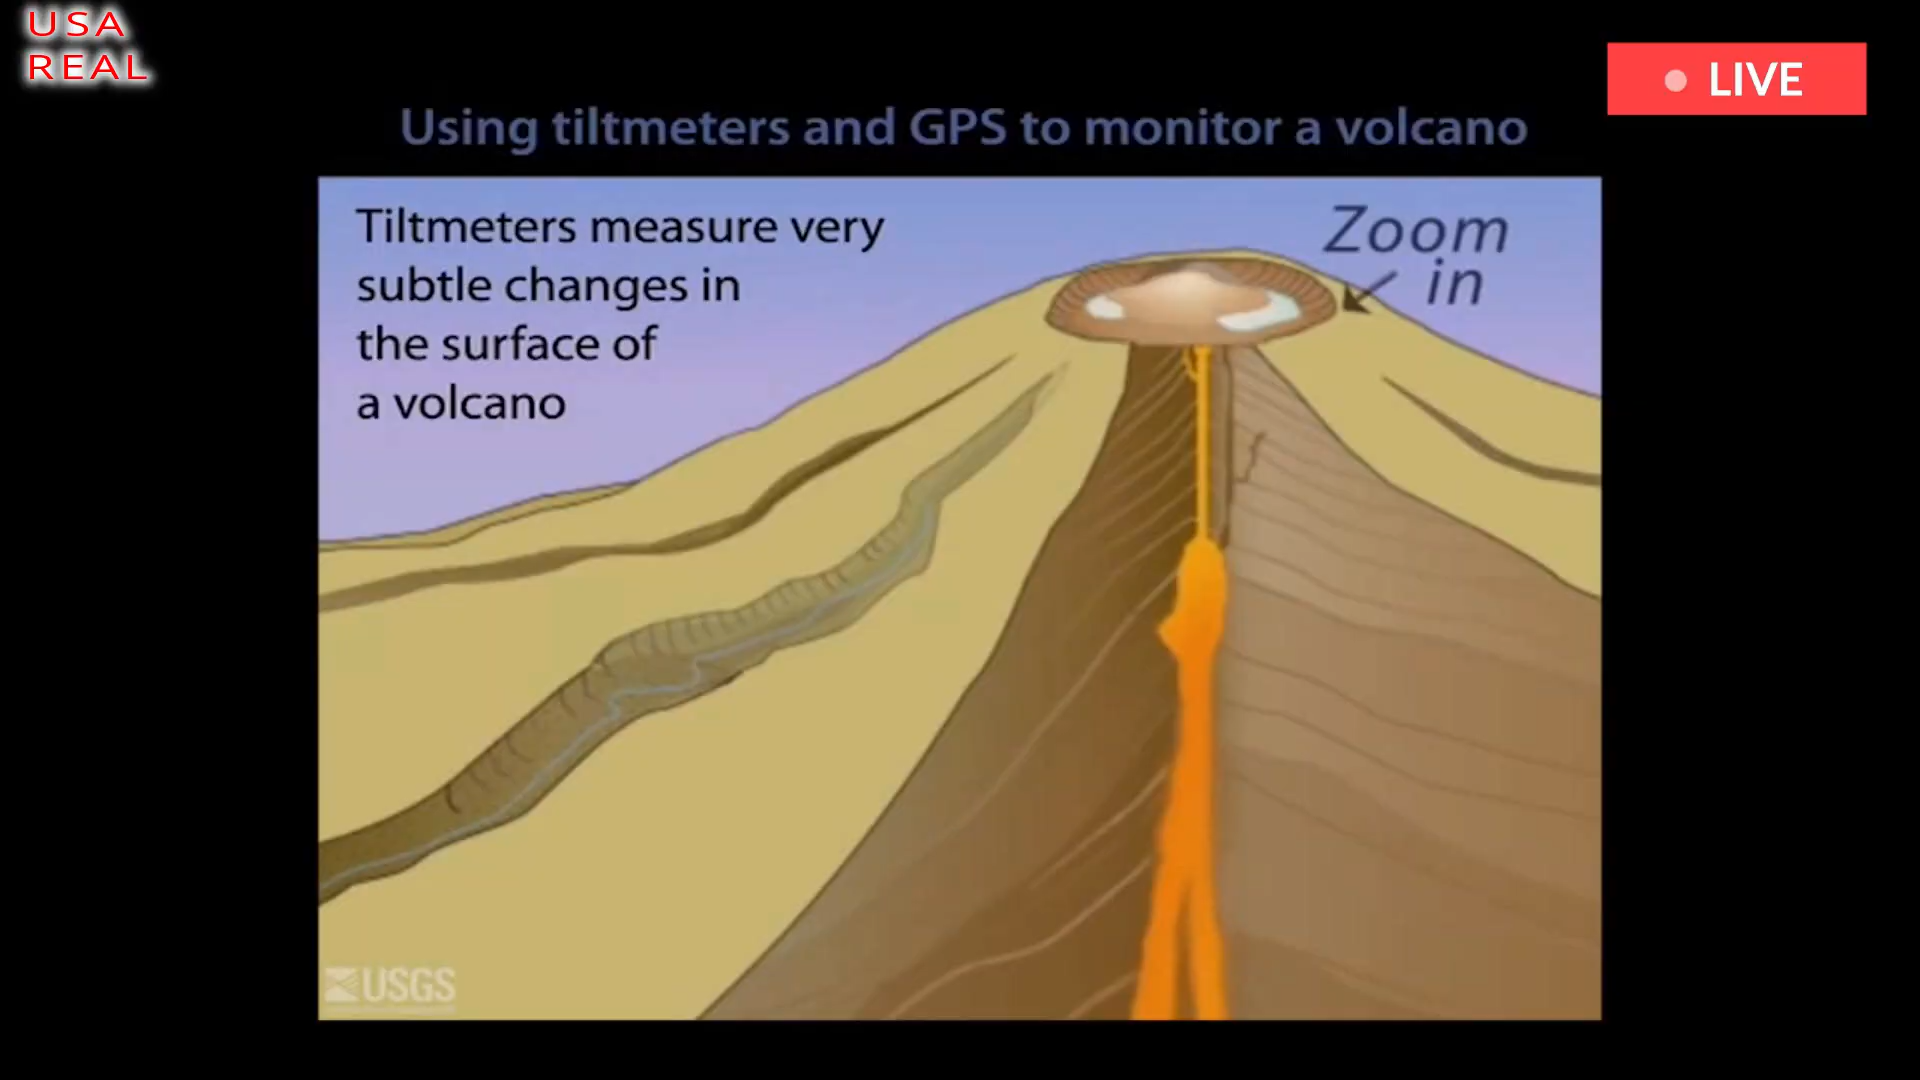 USA
REAL
LIVE
Using tiltmeters and GPS to monitor a volcano
Tiltmeters measure very
subtle changes in
the surface of
a volcano
Zoom
in
USGS